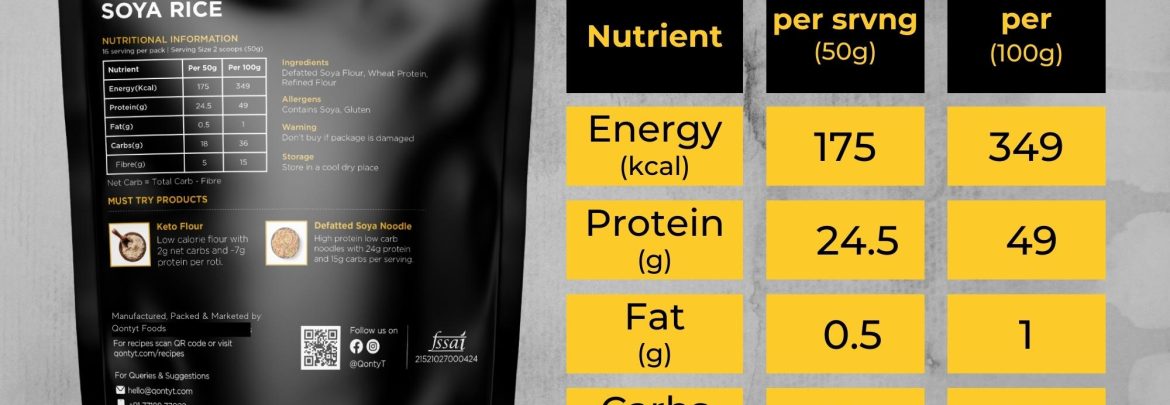 SOYA RICE
NUTRITIONAL INFORMATION
16 serving per pack | Serving Size 2 scoops (50g)
Nutrient Per 50g Per 100g
Energy(Kcal) 175 349
Protein(g) 24.5 49
Fat(g) 0.5 1
Carbs(g) 18 36
Fibre(g) 5 15
Net Carb = Total Carb - Fibre
Ingredients
Defatted Soya Flour, Wheat Protein,
Refined Flour
Allergens
Contains Soya, Gluten
Warning
Don't buy if package is damaged
Storage
Store in a cool dry place
MUST TRY PRODUCTS
Keto Flour
Low calorie flour with
2g net carbs and ~7g
protein per roti.
Defatted Soya Noodle
High protein low carb
noodles with 24g protein
and 15g carbs per serving.
Manufactured, Packed & Marketed by
Qontyt Foods
For recipes scan QR code or visit
qontyt.com/recipes
For Queries & Suggestions
hello@qontyt.com
Follow us on
@QontyT
fssai
21521027000424
Nutrient per srvng per
(50g) (100g)
Energy 175 349
(kcal)
Protein 24.5 49
(g)
Fat 0.5 1
(g)
Carbs